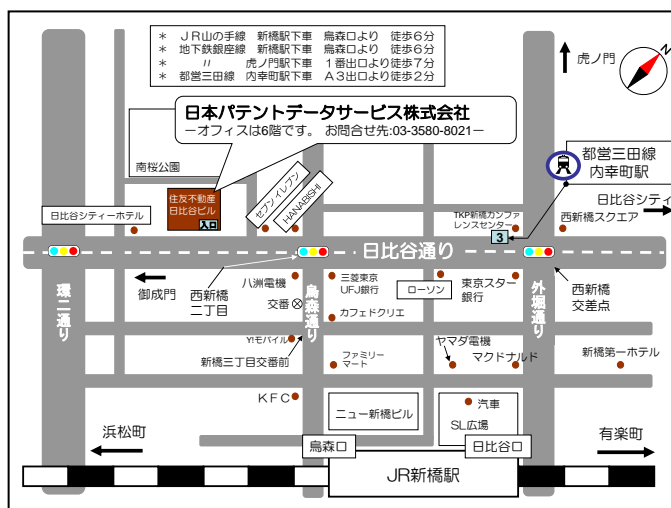 ＊ ＪＲ山の手線 新橋駅下車 烏森口より 徒歩６分
＊ 地下鉄銀座線 新橋駅下車 烏森口より 徒歩６分
＊ 〃 虎ノ門駅下車 １番出口より徒歩７分
＊ 都営三田線 内幸町駅下車 Ａ３出口より徒歩２分
虎ノ門
N
日本パテントデータサービス株式会社
－オフィスは6階です。 お問合せ先:03-3580-8021－
南桜公園
都営三田線
内幸町駅
住友不動産
日比谷ビル
入口
セブンイレブン
HANABISHI
日比谷シティーホテル
日比谷シティ
TKP新橋カンファ
レンスセンター
西新橋スクエア
3
日比谷通り
御成門
西新橋
二丁目
八洲電機
交番
三菱東京
UFJ銀行
カフェドクリエ
ローソン
東京スター
銀行
西新橋
交差点
環二通り
烏森通り
外堀通り
Y!モバイル
新橋三丁目交番前
ファミリー
マート
ヤマダ電機
マクドナルド
新橋第一ホテル
ＫＦＣ
ニュー新橋ビル
汽車
SL広場
浜松町
烏森口
日比谷口
有楽町
JR新橋駅